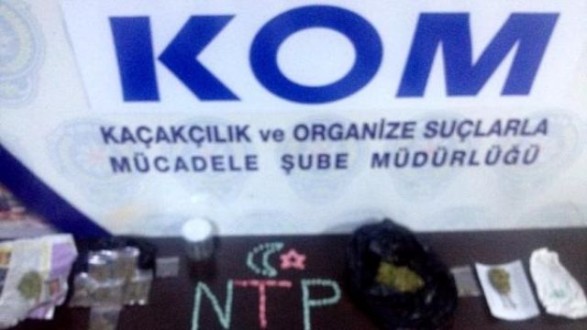 KOM
KAÇAKÇILIK ve ORGANİZE SUÇLARLA
MÜCADELE ŞUBE MÜDÜRLÜĞÜ
NTP